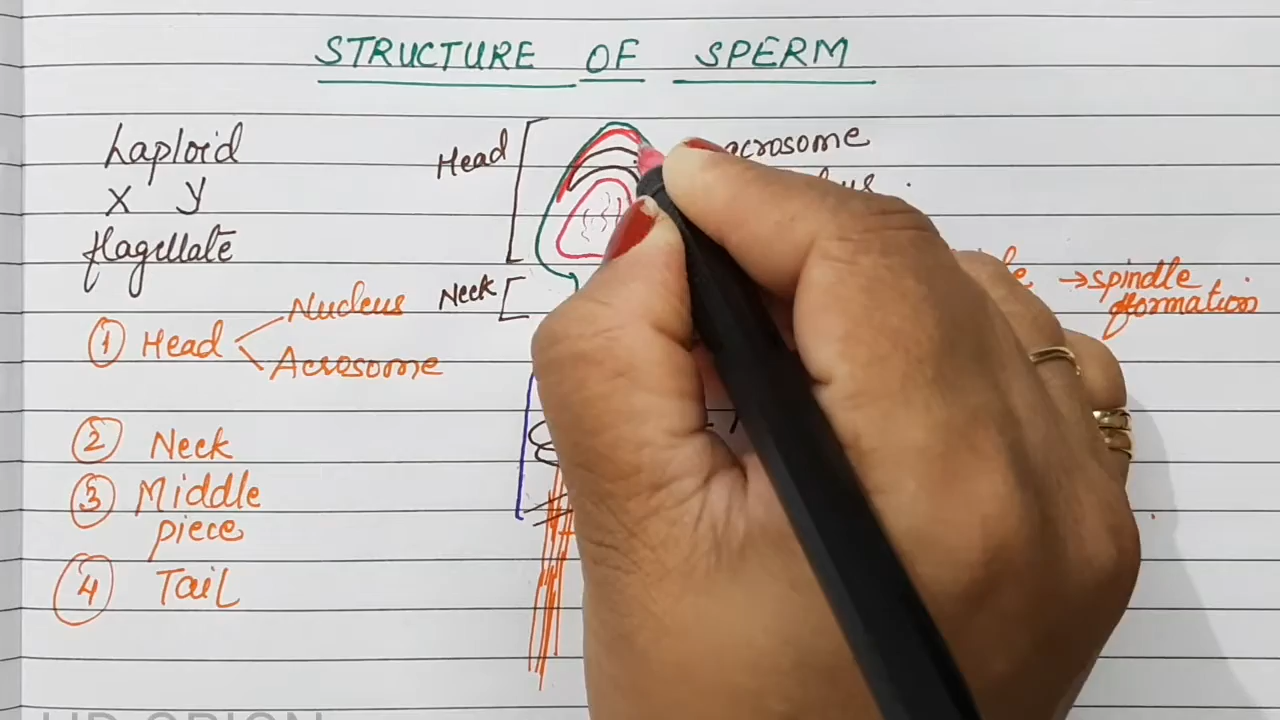 STRUCTURE OF SPERM
haploid
X Y
flagellate
Head
acrosome
Neck
→ spindle
formation
① Head
Nucleus
Acrosome
② Neck
③ Middle
piece
④ Tail